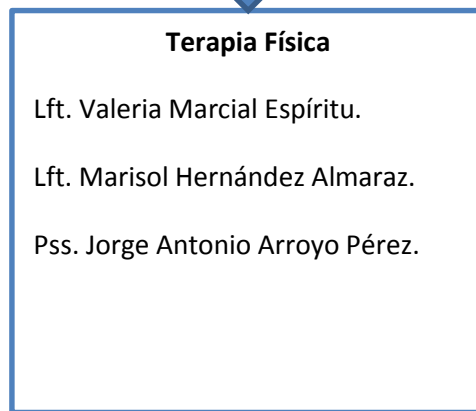 Terapia Física
Lft. Valeria Marcial Espíritu.
Lft. Marisol Hernández Almaraz.
Pss. Jorge Antonio Arroyo Pérez.